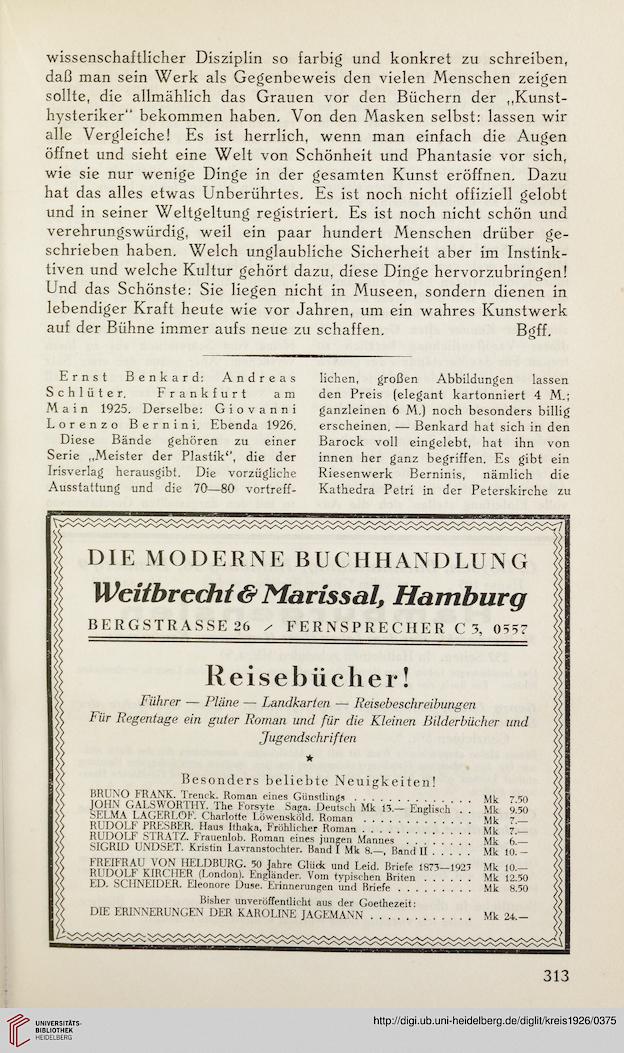 wissenschaftlicher Disziplin so farbig und konkret zu schreiben,
daß man sein Werk als Gegenbeweis den vielen Menschen zeigen
sollte, die allmählich das Grauen vor den Büchern der „Kunst-
hysteriker" bekommen haben. Von den Masken selbst: lassen wir
alle Vergleiche! Es ist herrlich, wenn man einfach die Augen
öffnet und sieht eine Welt von Schönheit und Phantasie vor sich,
wie sie nur wenige Dinge in der gesamten Kunst eröffnen. Dazu
hat das alles etwas Unberührtes. Es ist noch nicht offiziell gelobt
und in seiner Weltgeltung registriert. Es ist noch nicht schön und
verehrungswürdig, weil ein paar hundert Menschen drüber ge-
schrieben haben. Welch unglaubliche Sicherheit aber im Instink-
tiven und welche Kultur gehört dazu, diese Dinge hervorzubringen!
Und das Schönste: Sie liegen nicht in Museen, sondern dienen in
lebendiger Kraft heute wie vor Jahren, um ein wahres Kunstwerk
auf der Bühne immer aufs neue zu schaffen. Bgff.
Ernst Benkard: Andreas
Schlüter. Frankfurt am
Main 1925. Derselbe: Giovanni
Lorenzo Bernini. Ebenda 1926.
Diese Bände gehören zu einer
Serie „Meister der Plastik“, die der
Irisverlag herausgibt. Die vorzügliche
Ausstattung und die 70—80 vortreff-
lichen, großen Abbildungen lassen
den Preis (elegant kartonniert 4 M.;
ganzleinen 6 M.) noch besonders billig
erscheinen. — Benkard hat sich in den
Barock voll eingelebt, hat ihn von
innen her ganz begriffen. Es gibt ein
Riesenwerk Berninis, nämlich die
Kathedra Petri in der Peterskirche zu
DIE MODERNE BUCHHANDLUNG
Weitbrecht & Marissal, Hamburg
BERGSTRASSE 26 / FERNSPRECHER C 3, 0557
Reisebücher!
Führer — Pläne — Landkarten — Reisebeschreibungen
Für Regentage ein guter Roman und für die Kleinen Bilderbücher und
Jugendschriften
★
Besonders beliebte Neuigkeiten!
BRUNO FRANK. Trenck. Roman eines Günstlings . . . . . . . . . . . . Mk 7.50
JOHN GALSWORTHY. The Forsyte Saga. Deutsch Mk 15.— Englisch . . Mk 9.50
SELMA LAGERLÖF. Charlotte Löwensköld. Roman . . . . . . . . . . . Mk 7.—
RUDOLF PRESBER. Haus Ithaka, Fröhlicher Roman . . . . . . . . . . . Mk 7.—
RUDOLF STRATZ. Frauenlob. Roman eines jungen Mannes . . . . . . . Mk 6.—
SIGRID UNDSET. Kristin Lavranstochter. Band I Mk 8.—, Band II . . . . . Mk 10.—
FREIFRAU VON HELDBURG. 50 Jahre Glück und Leid. Briefe 1873—1923 Mk 10.—
RUDOLF KIRCHER (London). Engländer. Vom typischen Briten . . . . . . Mk 12.50
ED. SCHNEIDER. Eleonore Duse. Erinnerungen und Briefe . . . . . . . . . Mk 8.50
Bisher unveröffentlicht aus der Goethezeit:
DIE ERINNERUNGEN DER KAROLINE JAGEMANN . . . . . . . . . . . . Mk 24.—
313
UNIVERSITÄTS-
BIBLIOTHEK
HEIDELBERG
http://digi.ub.uni-heidelberg.de/diglit/kreis1926/0375